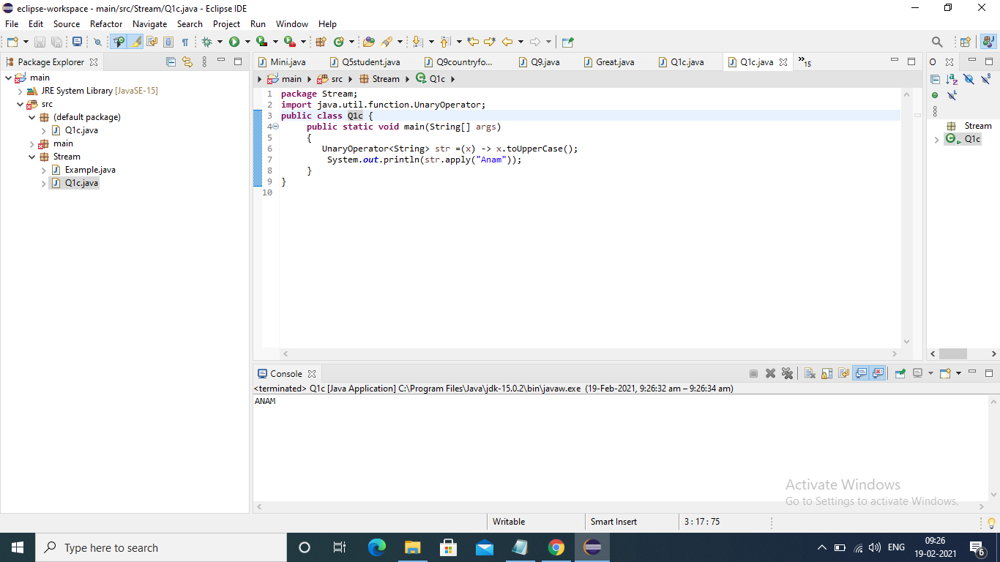 eclipse-workspace - main/src/Stream/Q1c.java - Eclipse IDE
File Edit Source Refactor Navigate Search Project Run Window Help
Package Explorer
main
JRE System Library [JavaSE-15]
src
(default package)
Q1c.java
main
Stream
Example.java
Q1c.java
Mini.java Q5student.java Q9countryfo... Q9.java Great.java Q1c.java Q1c.java »15
main src Stream Q1c
1 package Stream;
2 import java.util.function.UnaryOperator;
3 public class Q1c {
4 public static void main(String[] args)
5 {
6 UnaryOperator<String> str =(x) -> x.toUpperCase();
7 System.out.println(str.apply("Anam"));
8 }
9 }
10
O
Stream
Q1c
Console
<terminated> Q1c [Java Application] C:\Program Files\Java\jdk-15.0.2\bin\javaw.exe (19-Feb-2021, 9:26:32 am – 9:26:34 am)
ANAM
Activate Windows
Go to Settings to activate Windows.
Writable Smart Insert 3 : 17 : 75
Type here to search
ENG
09:26
19-02-2021
6